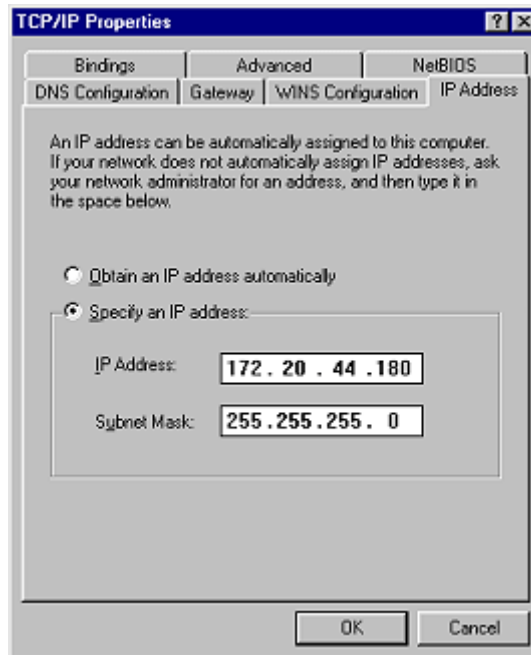 TCP/IP Properties
Bindings Advanced NetBIOS
DNS Configuration Gateway WINS Configuration IP Address
An IP address can be automatically assigned to this computer.
If your network does not automatically assign IP addresses, ask
your network administrator for an address, and then type it in
the space below.
Obtain an IP address automatically
Specify an IP address:
IP Address: 172 . 20 . 44 .180
Subnet Mask: 255 .255 .255 . 0
OK Cancel